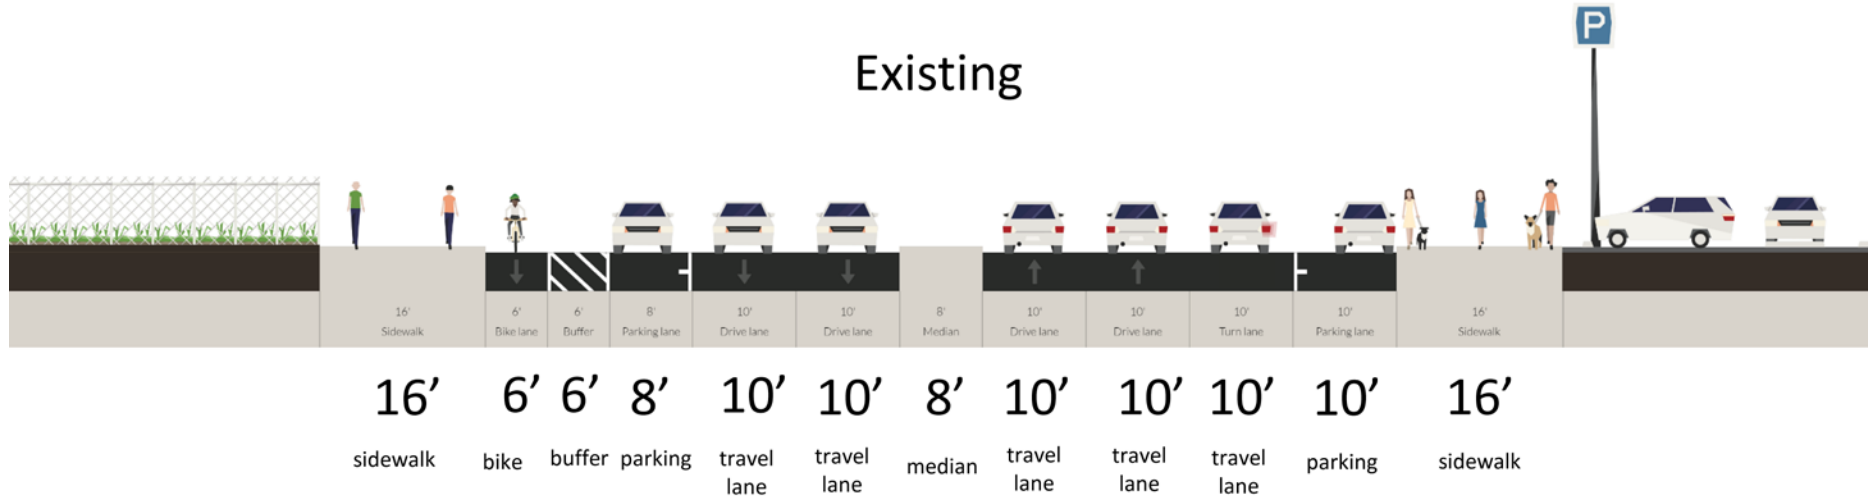 P
Existing
16' 6' 6' 8' 10' 10' 8' 10' 10' 10' 10' 16'
Sidewalk Bike lane Buffer Parking lane Drive lane Drive lane Median Drive lane Drive lane Turn lane Parking lane Sidewalk
16’ 6’ 6’ 8’ 10’ 10’ 8’ 10’ 10’ 10’ 10’ 16’
sidewalk bike buffer parking travel travel median travel travel travel parking sidewalk
lane lane lane lane lane